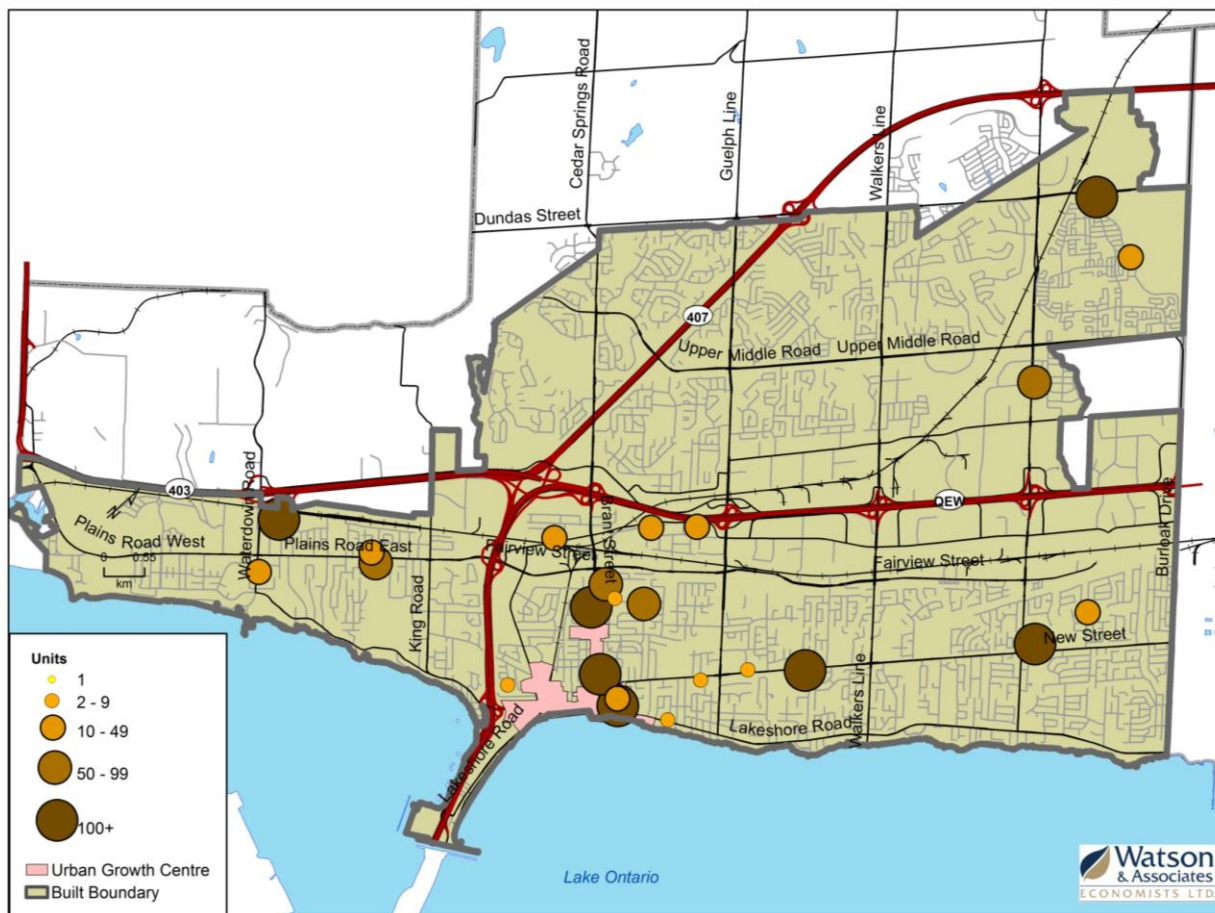 Cedar Springs Road
Guelph Line
Walkers Line
Dundas Street
407
Upper Middle Road
Upper Middle Road
403
QEW
Waterdown Road
Plains Road West
Plains Road East
N
0 0.55
km
King Road
Fairview Street
Brant Street
Fairview Street
Burloak Drive
New Street
Walkers Line
Lakeshore Road
Lakeshore Road
Lake Ontario
Units
1
2 - 9
10 - 49
50 - 99
100+
Urban Growth Centre
Built Boundary
Watson
& Associates
ECONOMISTS LTD.